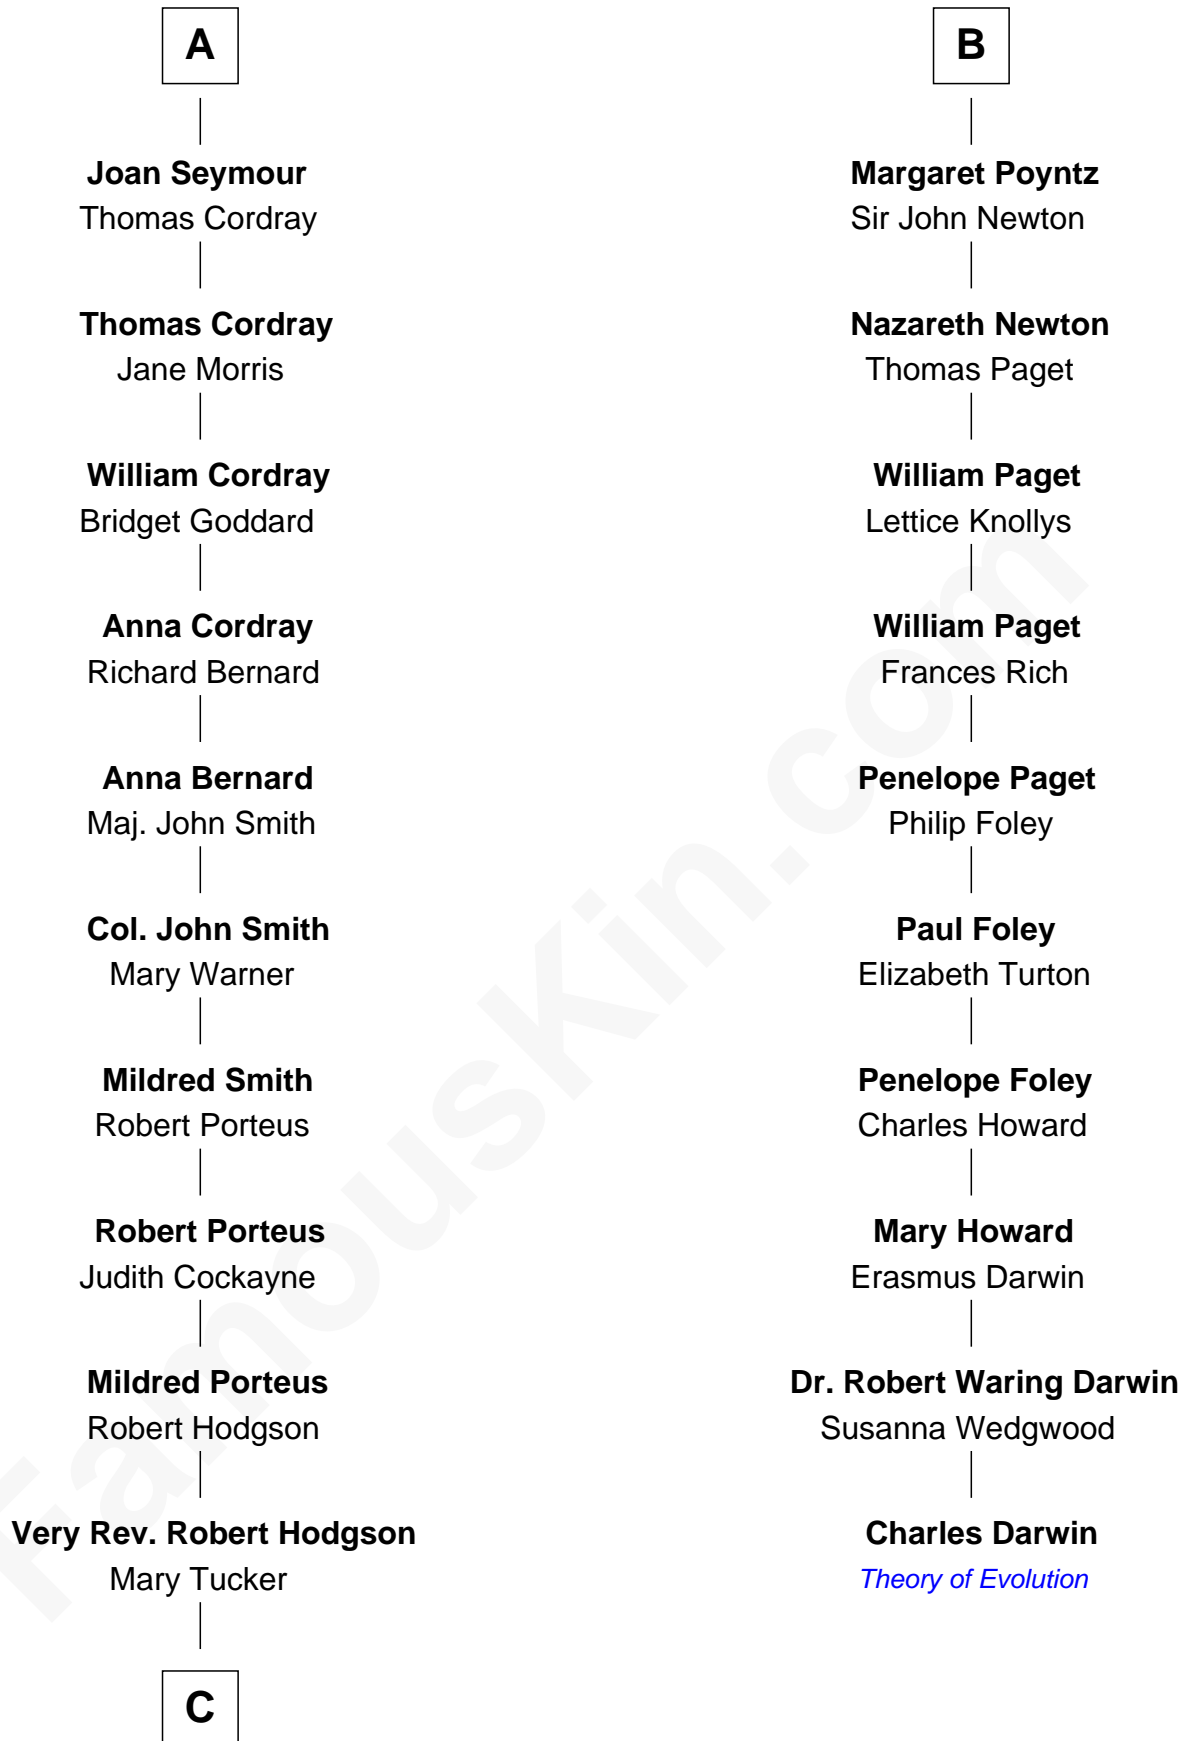 A
Joan Seymour
Thomas Cordray
Thomas Cordray
Jane Morris
William Cordray
Bridget Goddard
Anna Cordray
Richard Bernard
Anna Bernard
Maj. John Smith
Col. John Smith
Mary Warner
Mildred Smith
Robert Porteus
Robert Porteus
Judith Cockayne
Mildred Porteus
Robert Hodgson
Very Rev. Robert Hodgson
Mary Tucker
C
B
Margaret Poyntz
Sir John Newton
Nazareth Newton
Thomas Paget
William Paget
Lettice Knollys
William Paget
Frances Rich
Penelope Paget
Philip Foley
Paul Foley
Elizabeth Turton
Penelope Foley
Charles Howard
Mary Howard
Erasmus Darwin
Dr. Robert Waring Darwin
Susanna Wedgwood
Charles Darwin
Theory of Evolution
FamousKin.com